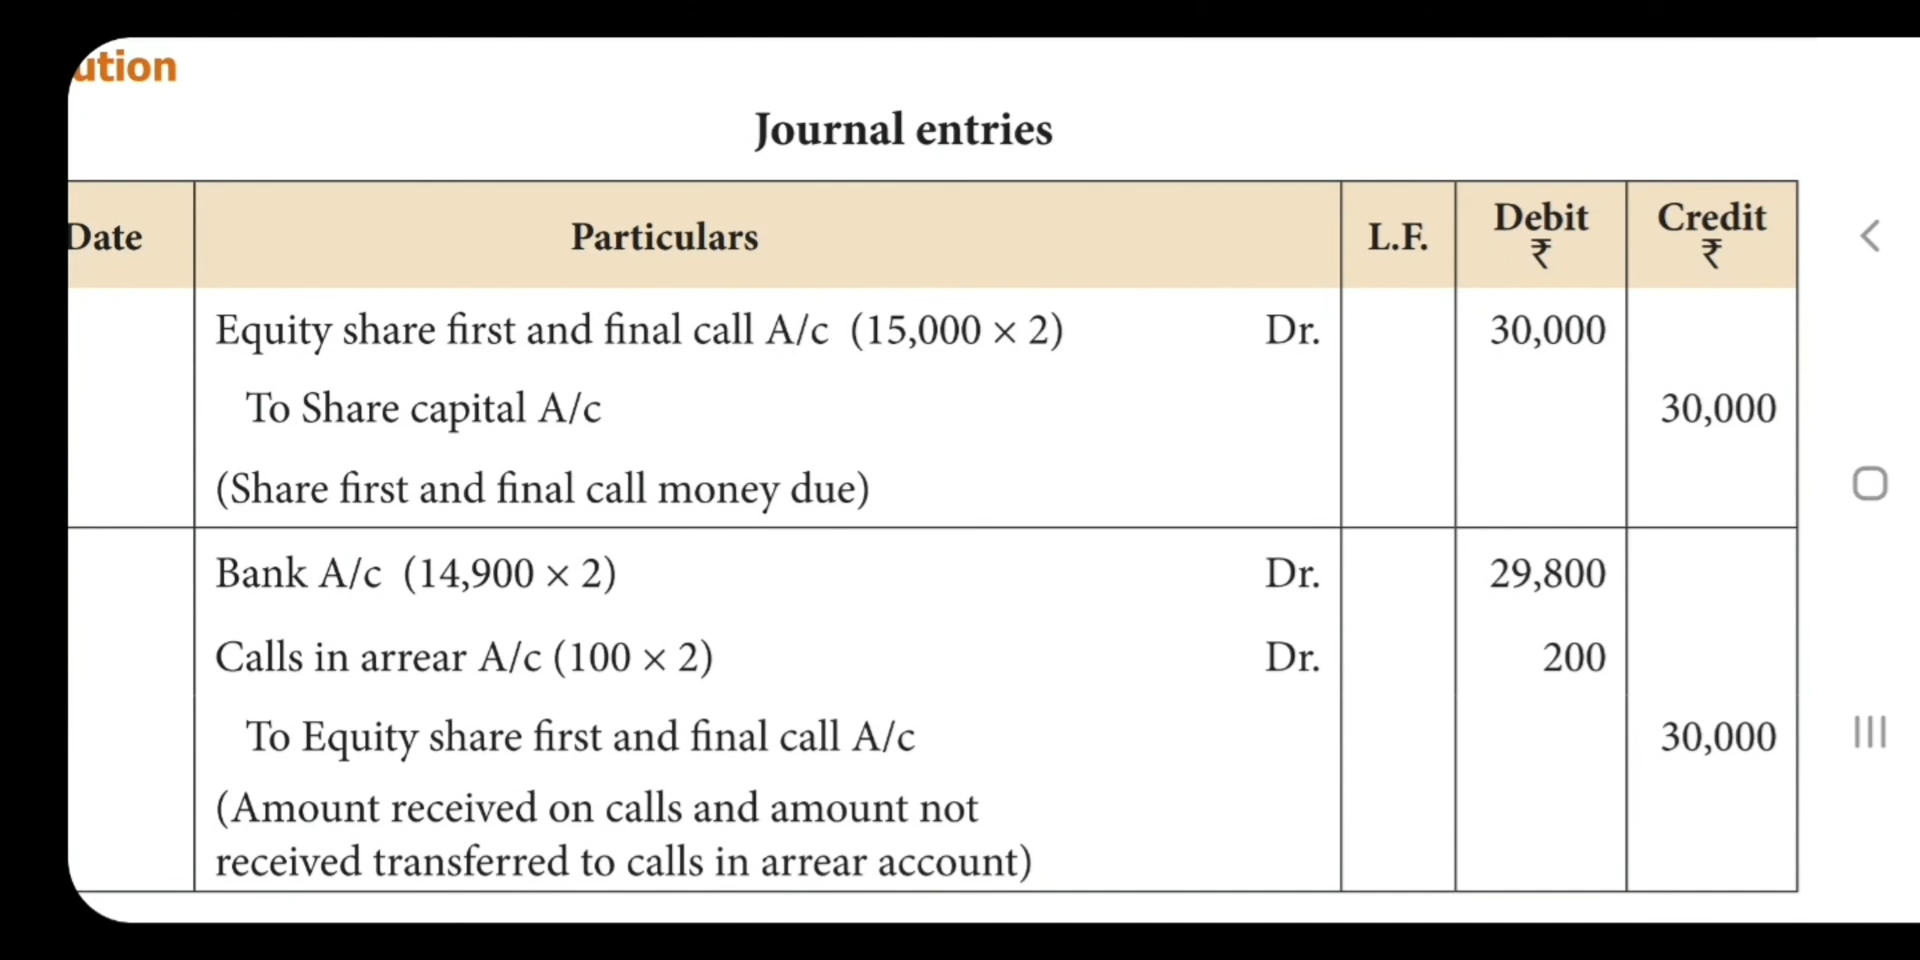 ution
Journal entries
Date Particulars L.F. Debit ₹ Credit ₹
Equity share first and final call A/c (15,000 × 2) Dr. 30,000
To Share capital A/c 30,000
(Share first and final call money due)
Bank A/c (14,900 × 2) Dr. 29,800
Calls in arrear A/c (100 × 2) Dr. 200
To Equity share first and final call A/c 30,000
(Amount received on calls and amount not
received transferred to calls in arrear account)